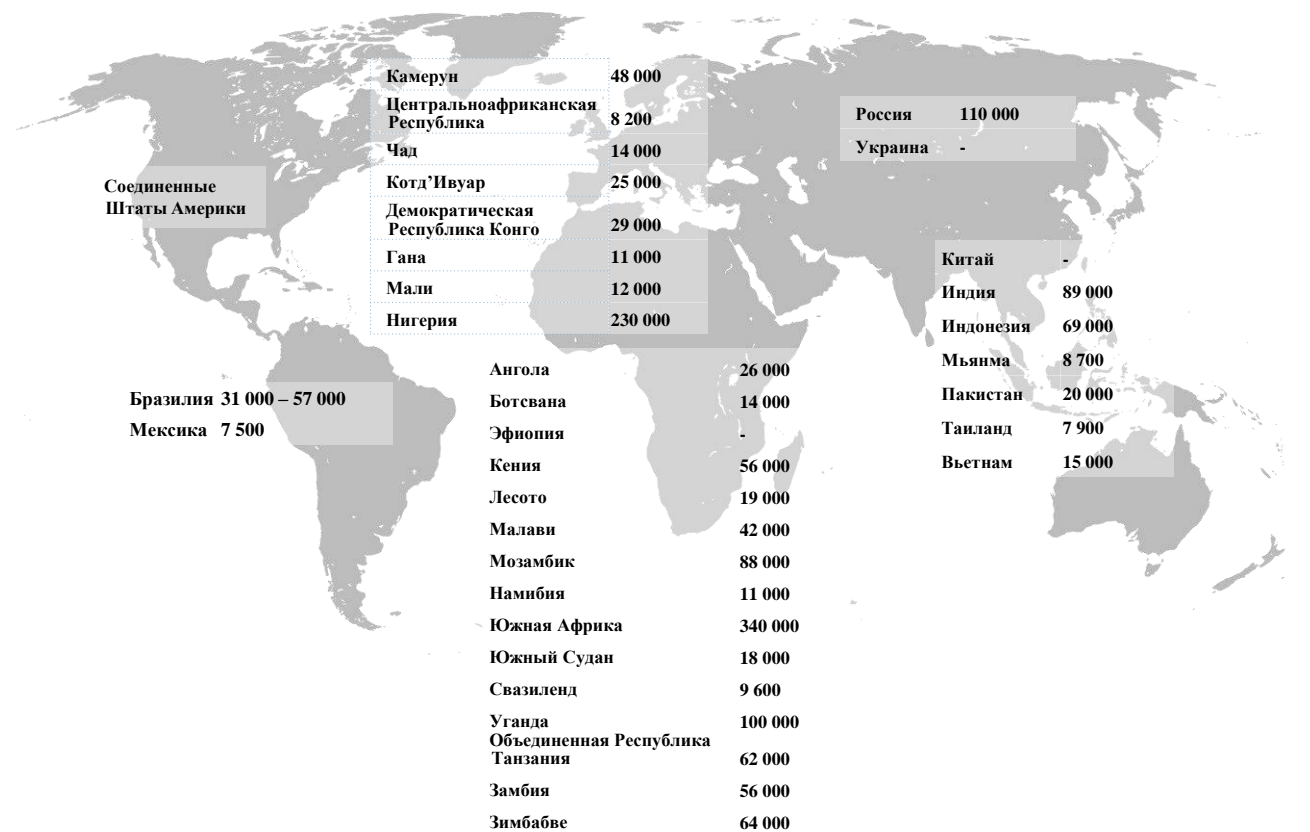 Камерун 48 000
Центральноафриканская
Республика 8 200
Чад 14 000
Котд’Ивуар 25 000
Демократическая
Республика Конго 29 000
Гана 11 000
Мали 12 000
Нигерия 230 000
Россия 110 000
Украина -
Соединенные
Штаты Америки
Китай -
Индия 89 000
Индонезия 69 000
Мьянма 8 700
Пакистан 20 000
Таиланд 7 900
Вьетнам 15 000
Бразилия 31 000 – 57 000
Мексика 7 500
Ангола 26 000
Ботсвана 14 000
Эфиопия -
Кения 56 000
Лесото 19 000
Малави 42 000
Мозамбик 88 000
Намибия 11 000
Южная Африка 340 000
Южный Судан 18 000
Свазиленд 9 600
Уганда 100 000
Объединенная Республика
Танзания 62 000
Замбия 56 000
Зимбабве 64 000